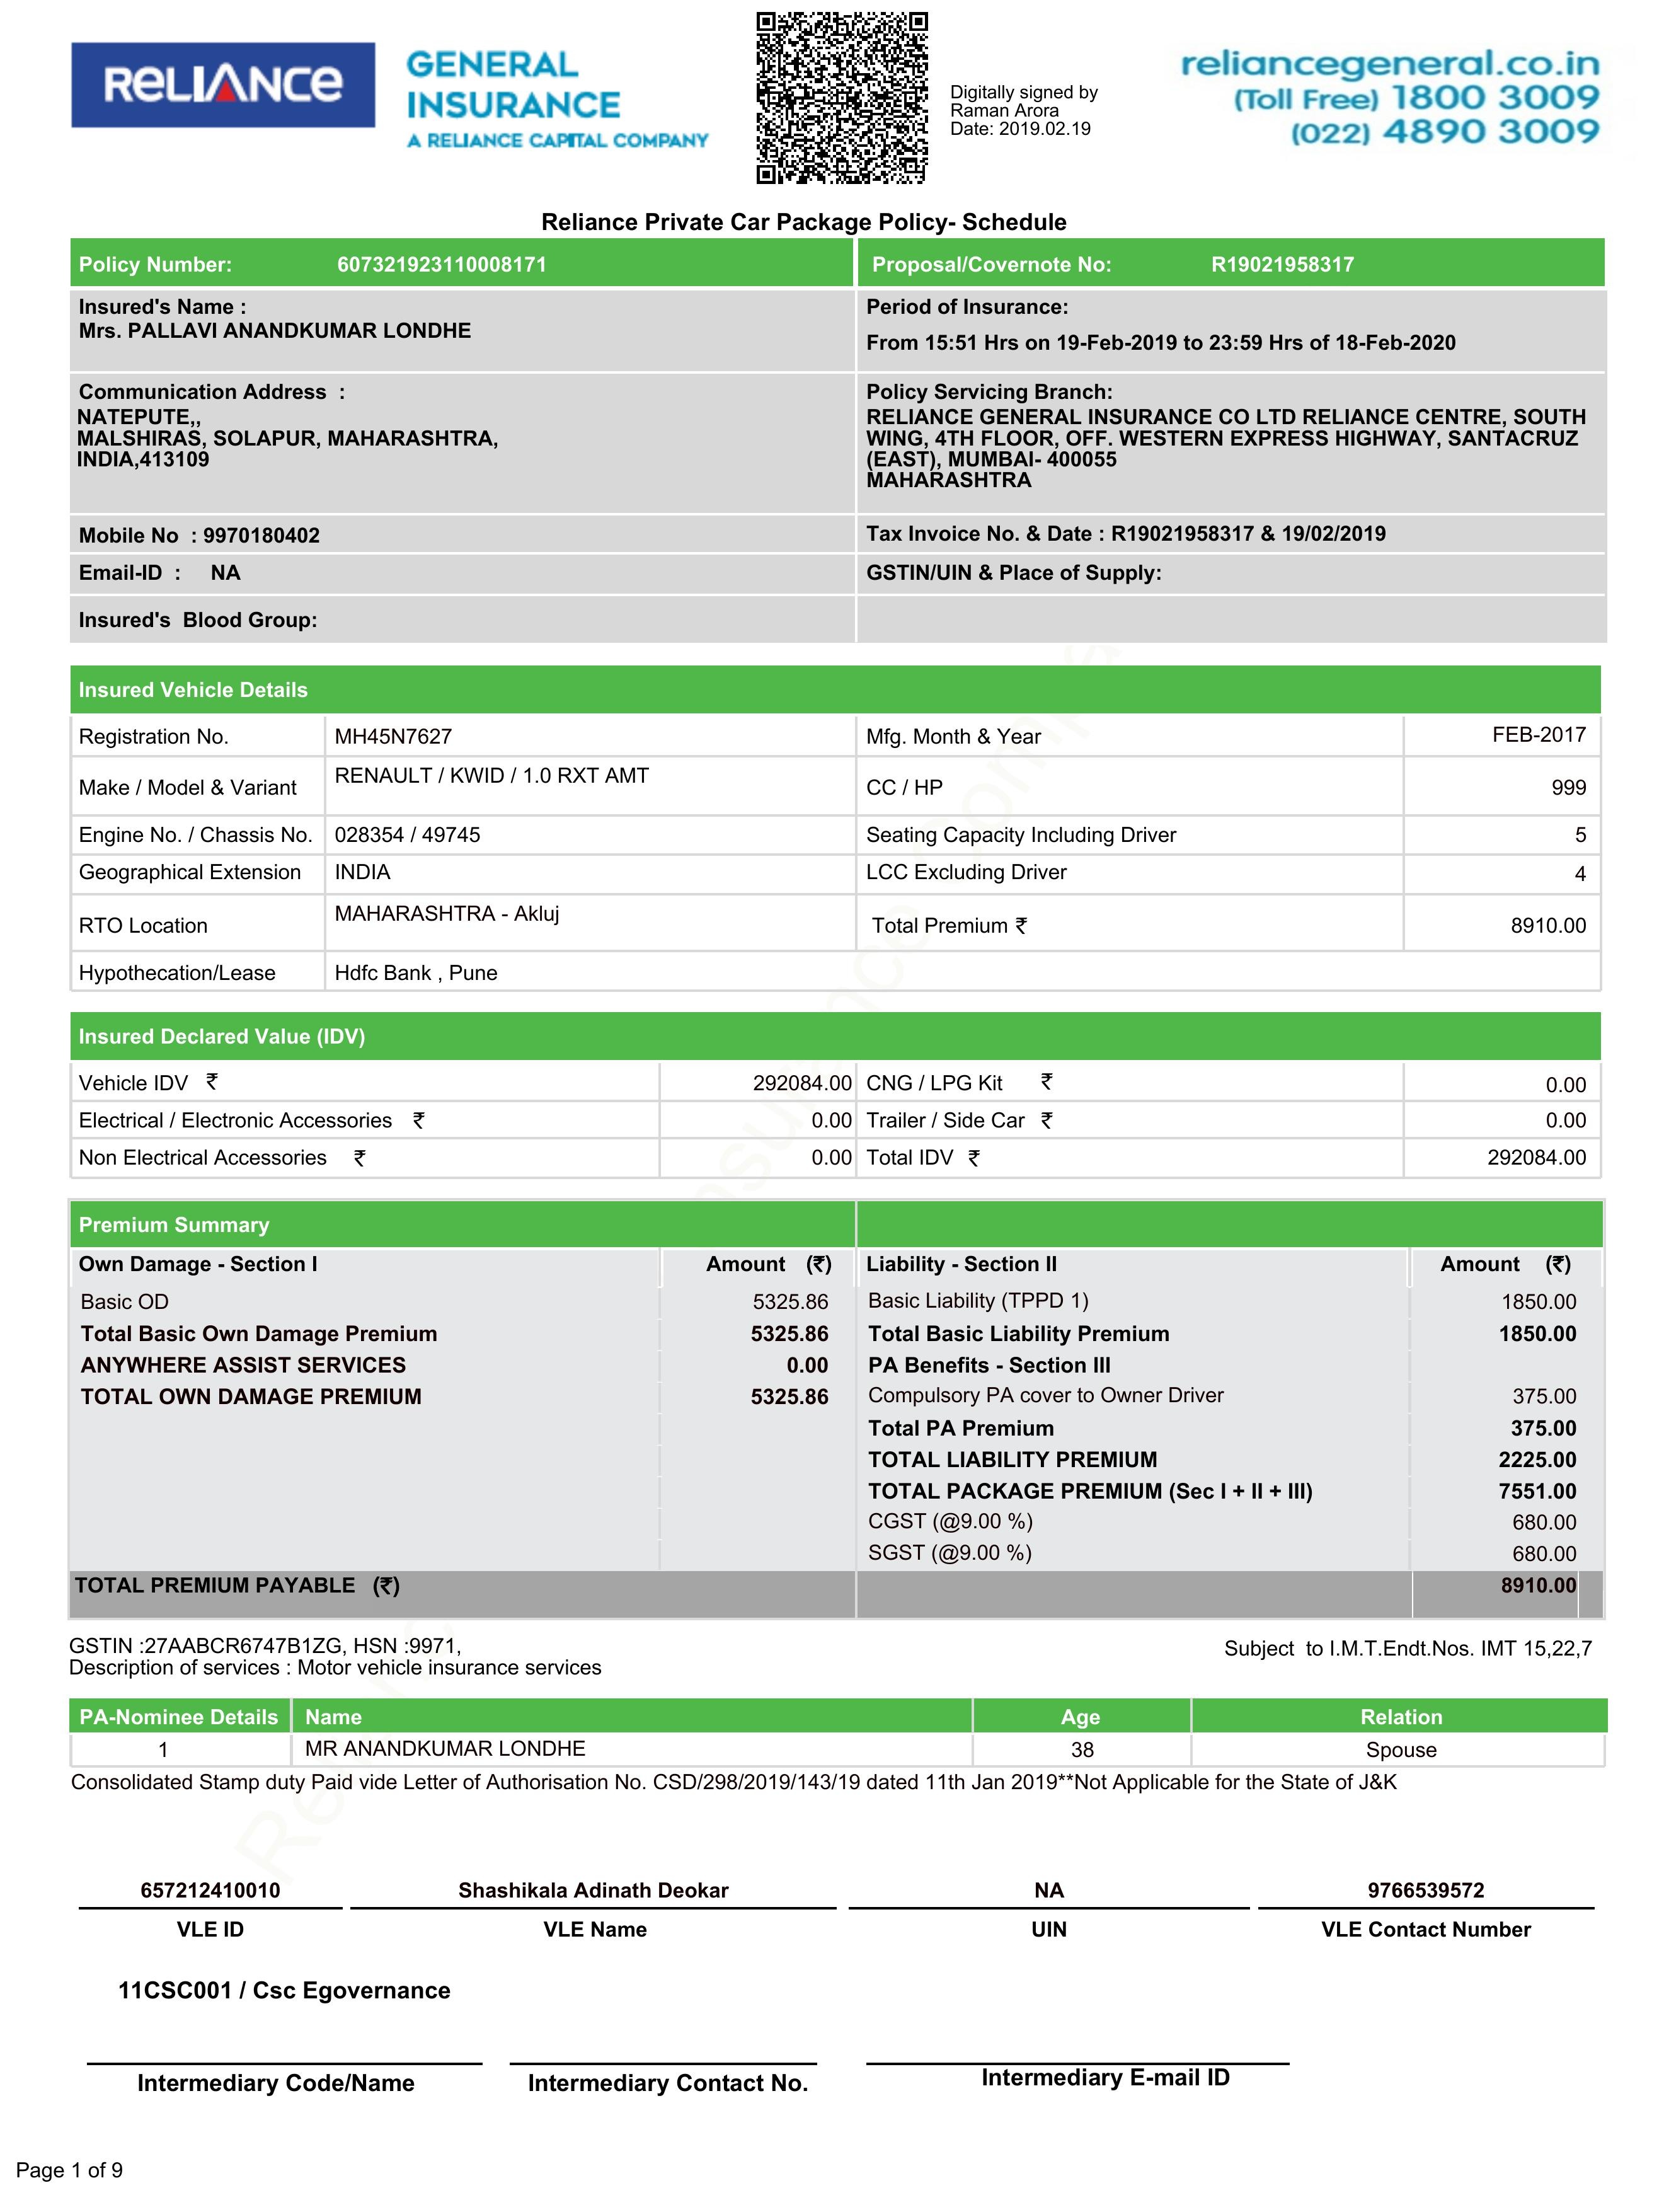 RELIANCE
GENERAL
INSURANCE
A RELIANCE CAPITAL COMPANY
Digitally signed by
Raman Arora
Date: 2019.02.19
reliancegeneral.co.in
(Toll Free) 1800 3009
(022) 4890 3009
Reliance Private Car Package Policy- Schedule
Policy Number: 607321923110008171 Proposal/Covernote No: R19021958317
Insured's Name :
Mrs. PALLAVI ANANDKUMAR LONDHE
Period of Insurance:
From 15:51 Hrs on 19-Feb-2019 to 23:59 Hrs of 18-Feb-2020
Communication Address :
NATEPUTE,,
MALSHIRAS, SOLAPUR, MAHARASHTRA,
INDIA,413109
Policy Servicing Branch:
RELIANCE GENERAL INSURANCE CO LTD RELIANCE CENTRE, SOUTH
WING, 4TH FLOOR, OFF. WESTERN EXPRESS HIGHWAY, SANTACRUZ
(EAST), MUMBAI- 400055
MAHARASHTRA
Mobile No : 9970180402 Tax Invoice No. & Date : R19021958317 & 19/02/2019
Email-ID : NA GSTIN/UIN & Place of Supply:
Insured's Blood Group:
Insured Vehicle Details
Registration No. MH45N7627 Mfg. Month & Year FEB-2017
Make / Model & Variant RENAULT / KWID / 1.0 RXT AMT CC / HP 999
Engine No. / Chassis No. 028354 / 49745 Seating Capacity Including Driver 5
Geographical Extension INDIA LCC Excluding Driver 4
RTO Location MAHARASHTRA - Akluj Total Premium ₹ 8910.00
Hypothecation/Lease Hdfc Bank , Pune
Insured Declared Value (IDV)
Vehicle IDV ₹ 292084.00 CNG / LPG Kit ₹ 0.00
Electrical / Electronic Accessories ₹ 0.00 Trailer / Side Car ₹ 0.00
Non Electrical Accessories ₹ 0.00 Total IDV ₹ 292084.00
Premium Summary
Own Damage - Section I Amount (₹) Liability - Section II Amount (₹)
Basic OD 5325.86 Basic Liability (TPPD 1) 1850.00
Total Basic Own Damage Premium 5325.86 Total Basic Liability Premium 1850.00
ANYWHERE ASSIST SERVICES 0.00 PA Benefits - Section III
TOTAL OWN DAMAGE PREMIUM 5325.86 Compulsory PA cover to Owner Driver 375.00
Total PA Premium 375.00
TOTAL LIABILITY PREMIUM 2225.00
TOTAL PACKAGE PREMIUM (Sec I + II + III) 7551.00
CGST (@9.00 %) 680.00
SGST (@9.00 %) 680.00
TOTAL PREMIUM PAYABLE (₹) 8910.00
GSTIN :27AABCR6747B1ZG, HSN :9971,
Description of services : Motor vehicle insurance services
Subject to I.M.T.Endt.Nos. IMT 15,22,7
PA-Nominee Details Name Age Relation
1 MR ANANDKUMAR LONDHE 38 Spouse
Consolidated Stamp duty Paid vide Letter of Authorisation No. CSD/298/2019/143/19 dated 11th Jan 2019**Not Applicable for the State of J&K
657212410010 Shashikala Adinath Deokar NA 9766539572
VLE ID VLE Name UIN VLE Contact Number
11CSC001 / Csc Egovernance
Intermediary Code/Name Intermediary Contact No. Intermediary E-mail ID
Page 1 of 9